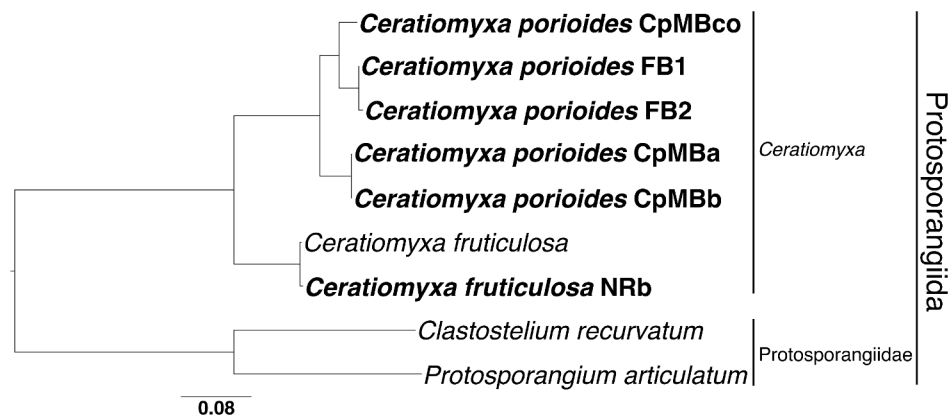 Ceratiomyxa porioides CpMBco
Ceratiomyxa porioides FB1
Ceratiomyxa porioides FB2
Ceratiomyxa porioides CpMBa
Ceratiomyxa porioides CpMBb
Ceratiomyxa fruticulosa
Ceratiomyxa fruticulosa NRb
Clastostelium recurvatum
Protosporangium articulatum
Ceratiomyxa
Protosporangiidae
Protosporangiida
0.08